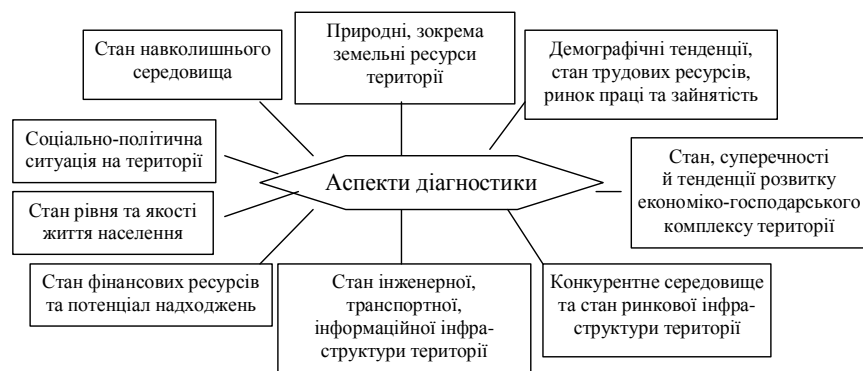 Стан навколишнього
середовища
Природні, зокрема
земельні ресурси
території
Демографічні тенденції,
стан трудових ресурсів,
ринок праці та зайнятість
Соціально-політична
ситуація на території
Аспекти діагностики
Стан, суперечності
й тенденції розвитку
економіко-господарського
комплексу території
Стан рівня та якості
життя населення
Стан фінансових ресурсів
та потенціал надходжень
Стан інженерної,
транспортної,
інформаційної інфра-
структури території
Конкурентне середовище
та стан ринкової інфра-
структури території